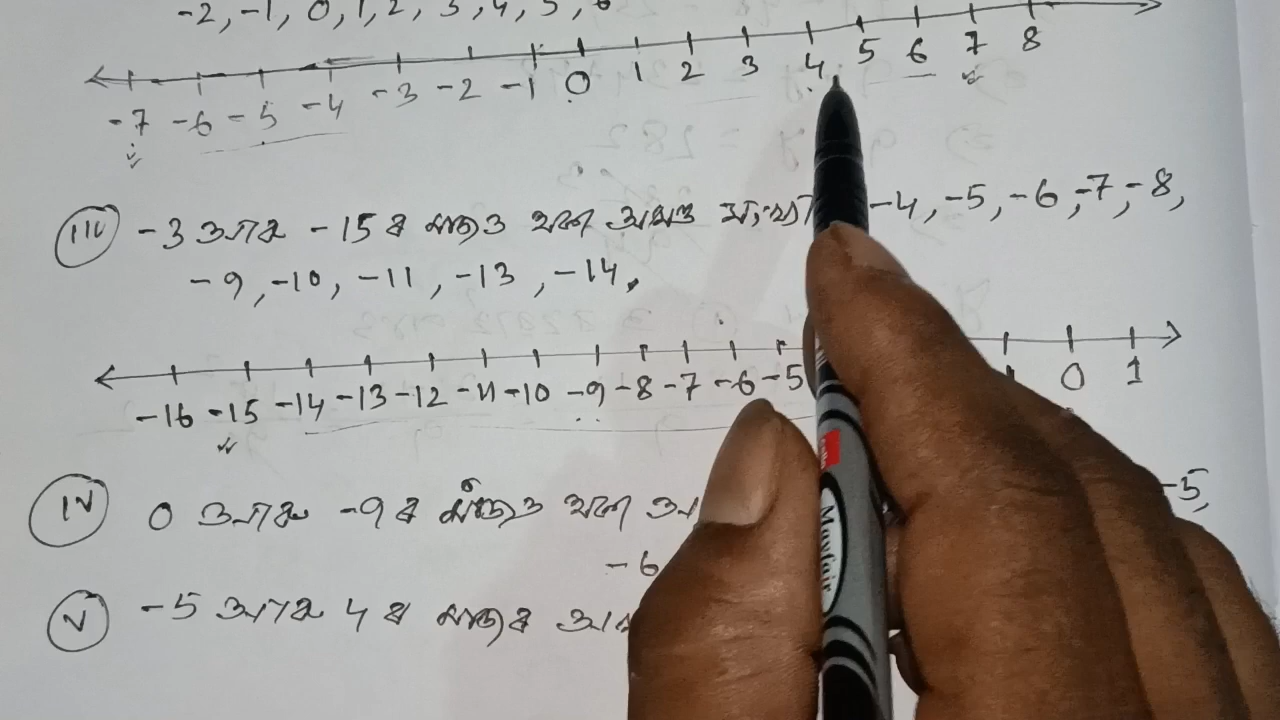 -2, -1, 0, 1, 2, 3, 4, 5, 6
-7 -6 -5 -4 -3 -2 -1 0 1 2 3 4 5 6 7 8
(iii) -3 আৰু -15 ৰ মাজত থকা অখণ্ড সংখ্যা -4, -5, -6, -7, -8,
-9, -10, -11, -13, -14,
-16 -15 -14 -13 -12 -11 -10 -9 -8 -7 -6 -5 0 1
(iv) 0 আৰু -9 ৰ মাজত থকা -5,
-6
(v) -5 আৰু 4 ৰ মাজৰ
Mayfair